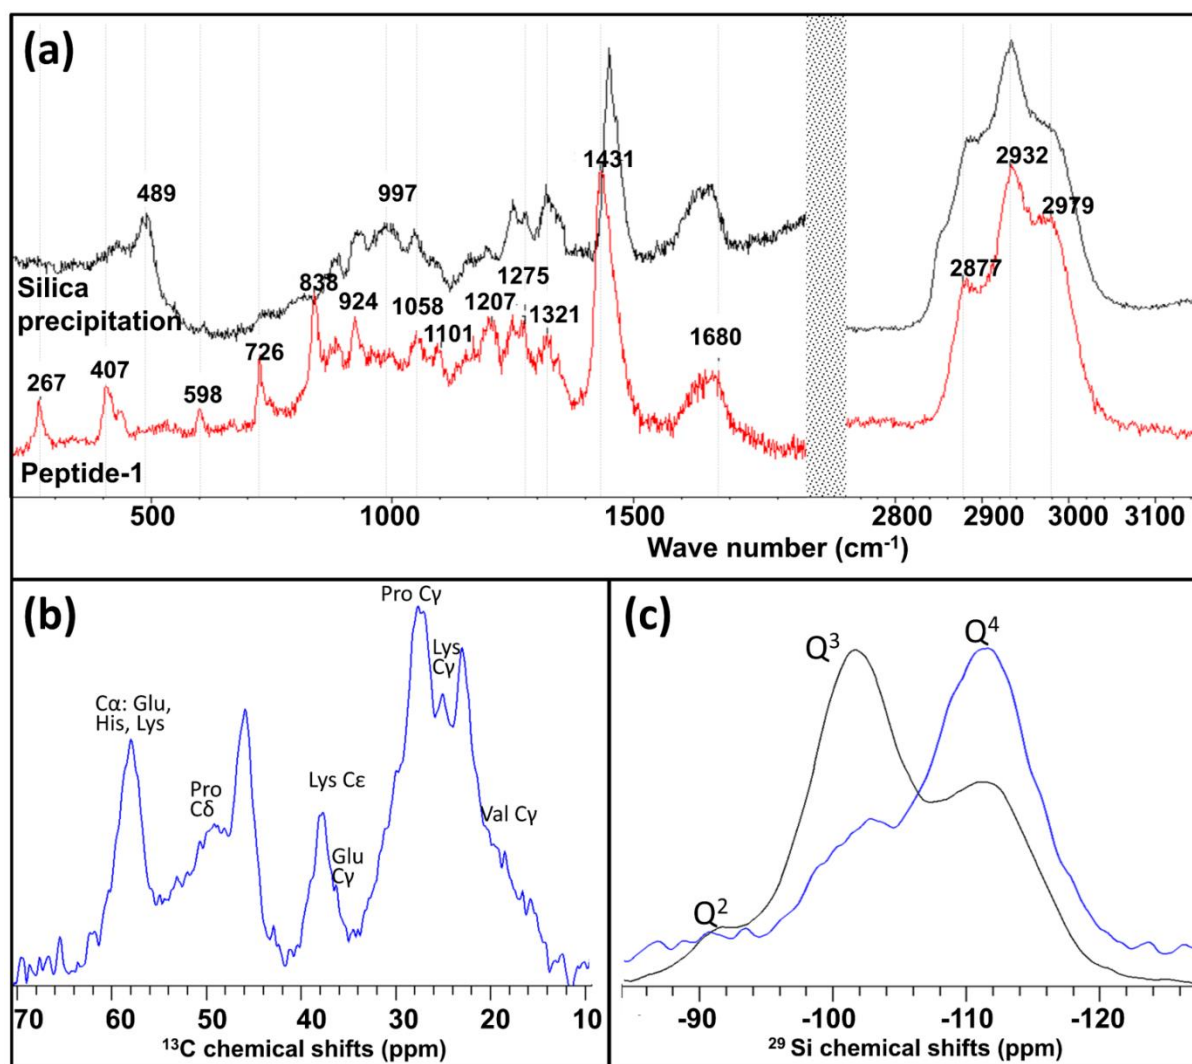 (a)
489
997
1431
2932
2979
2877
Silica
precipitation
838
924
1058
1101
1207
1275
1321
1680
267
407
598
726
Peptide-1
500
1000
1500
2800
2900
3000
3100
Wave number (cm⁻¹)
(b)
Cα: Glu,
His, Lys
Pro
Cδ
Lys Cε
Glu
Cγ
Pro Cγ
Lys
Cγ
Val Cγ
70
60
50
40
30
20
10
¹³C chemical shifts (ppm)
(c)
Q³
Q⁴
Q²
-90
-100
-110
-120
²⁹Si chemical shifts (ppm)